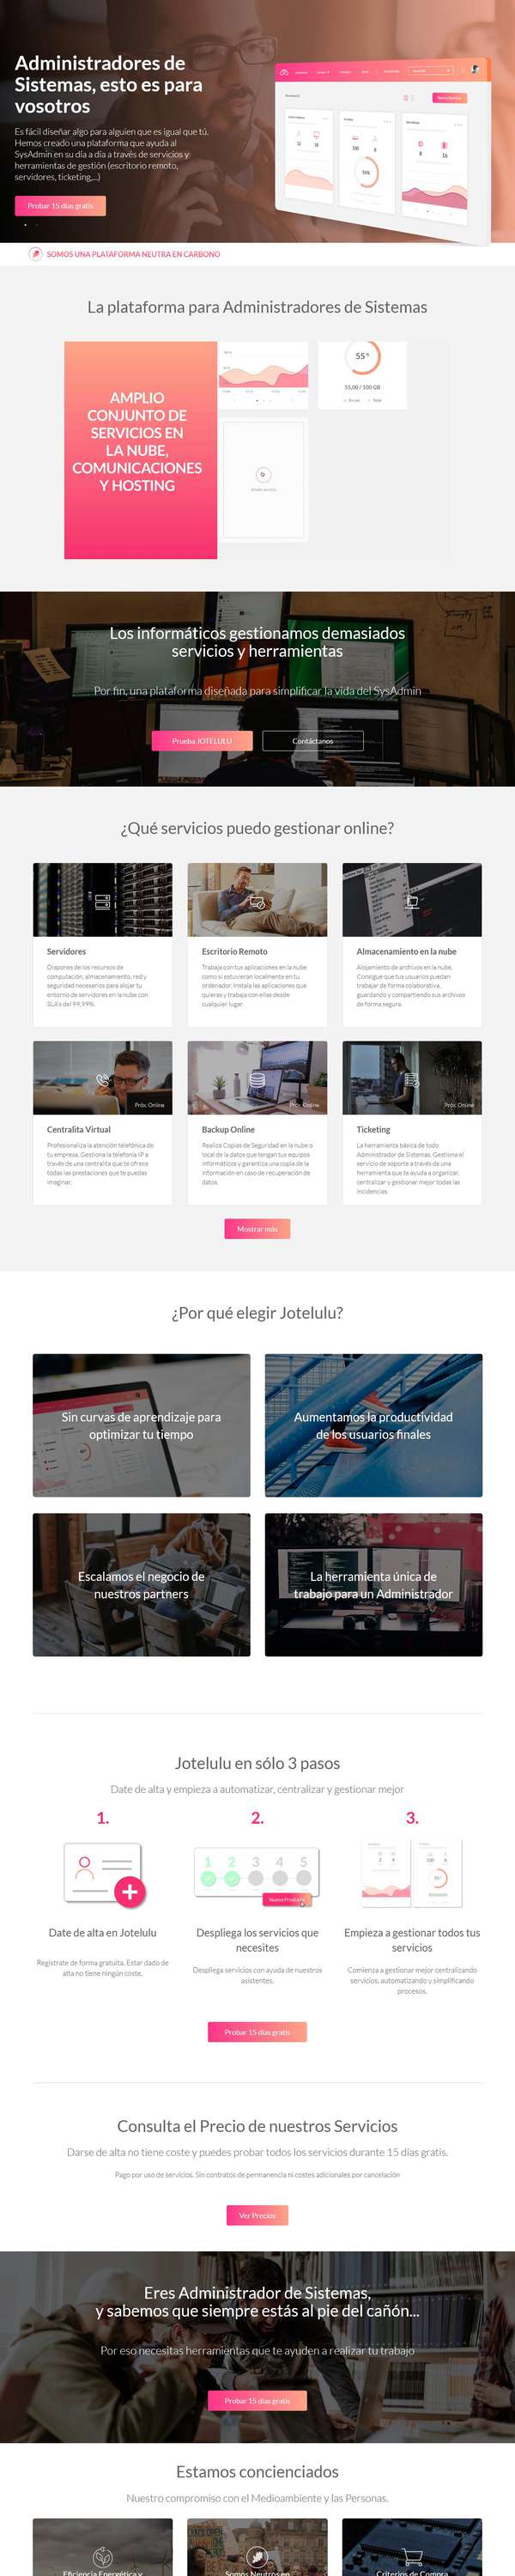 Administradores de
Sistemas, esto es para
vosotros
Es fácil diseñar algo para alguien que es igual que tú.
Hemos creado una plataforma que ayuda al
SysAdmin en su día a día a través de servicios y
herramientas de gestión (escritorio remoto,
servidores, ticketing,...)
Probar 15 días gratis
SOMOS UNA PLATAFORMA NEUTRA EN CARBONO
La plataforma para Administradores de Sistemas
AMPLIO
CONJUNTO DE
SERVICIOS EN
LA NUBE,
COMUNICACIONES
Y HOSTING
55%
55,00 / 100 GB
Los informáticos gestionamos demasiados
servicios y herramientas
Por fin, una plataforma diseñada para simplificar la vida del SysAdmin
Prueba JOTELULU
Contáctanos
¿Qué servicios puedo gestionar online?
Servidores
Dispones de los recursos de
computación, almacenamiento, red y
seguridad necesarios para alojar tu
entorno de servidores en la nube con
SLA's del 99,99%.
Escritorio Remoto
Trabaja con tus aplicaciones en la nube
como si estuvieran localmente en tu
ordenador. Instala las aplicaciones que
quieras y trabaja con ellas desde
cualquier lugar.
Almacenamiento en la nube
Alojamiento de archivos en la nube.
Consigue que tus usuarios puedan
trabajar de forma colaborativa,
guardando y compartiendo sus archivos
de forma segura.
Próx. Online
Centralita Virtual
Profesionaliza la atención telefónica de
tu empresa. Gestiona la telefonía IP a
través de una centralita que te ofrece
todas las prestaciones que te puedas
imaginar.
Próx. Online
Backup Online
Realiza Copias de Seguridad en la nube o
local de la datos que tengan tus equipos
informáticos y garantiza una copia de la
información en caso de recuperación de
datos.
Próx. Online
Ticketing
La herramienta básica de todo
Administrador de Sistemas. Gestiona el
servicio de soporte a través de una
herramienta que te ayuda a organizar,
centralizar y gestionar mejor todas las
incidencias.
Mostrar más
¿Por qué elegir Jotelulu?
Sin curvas de aprendizaje para
optimizar tu tiempo
Aumentamos la productividad
de los usuarios finales
Escalamos el negocio de
nuestros partners
La herramienta única de
trabajo para un Administrador
Jotelulu en sólo 3 pasos
Date de alta y empieza a automatizar, centralizar y gestionar mejor
1.
Date de alta en Jotelulu
Regístrate de forma gratuita. Estar dado de
alta no tiene ningún coste.
2.
1 2 3 4 5
Nuevo Producto
Despliega los servicios que
necesites
Despliega servicios con ayuda de nuestros
asistentes.
3.
Empieza a gestionar todos tus
servicios
Comienza a gestionar mejor centralizando
servicios, automatizando y simplificando
procesos.
Probar 15 días gratis
Consulta el Precio de nuestros Servicios
Darse de alta no tiene coste y puedes probar todos los servicios durante 15 días gratis.
Pago por uso de servicios. Sin contratos de permanencia ni costes adicionales por cancelación
Ver Precios
Eres Administrador de Sistemas,
y sabemos que siempre estás al pie del cañón...
Por eso necesitas herramientas que te ayuden a realizar tu trabajo
Probar 15 días gratis
Estamos concienciados
Nuestro compromiso con el Medioambiente y las Personas.
Eficiencia Energética y
Somos Neutros en
Criterios de Compra